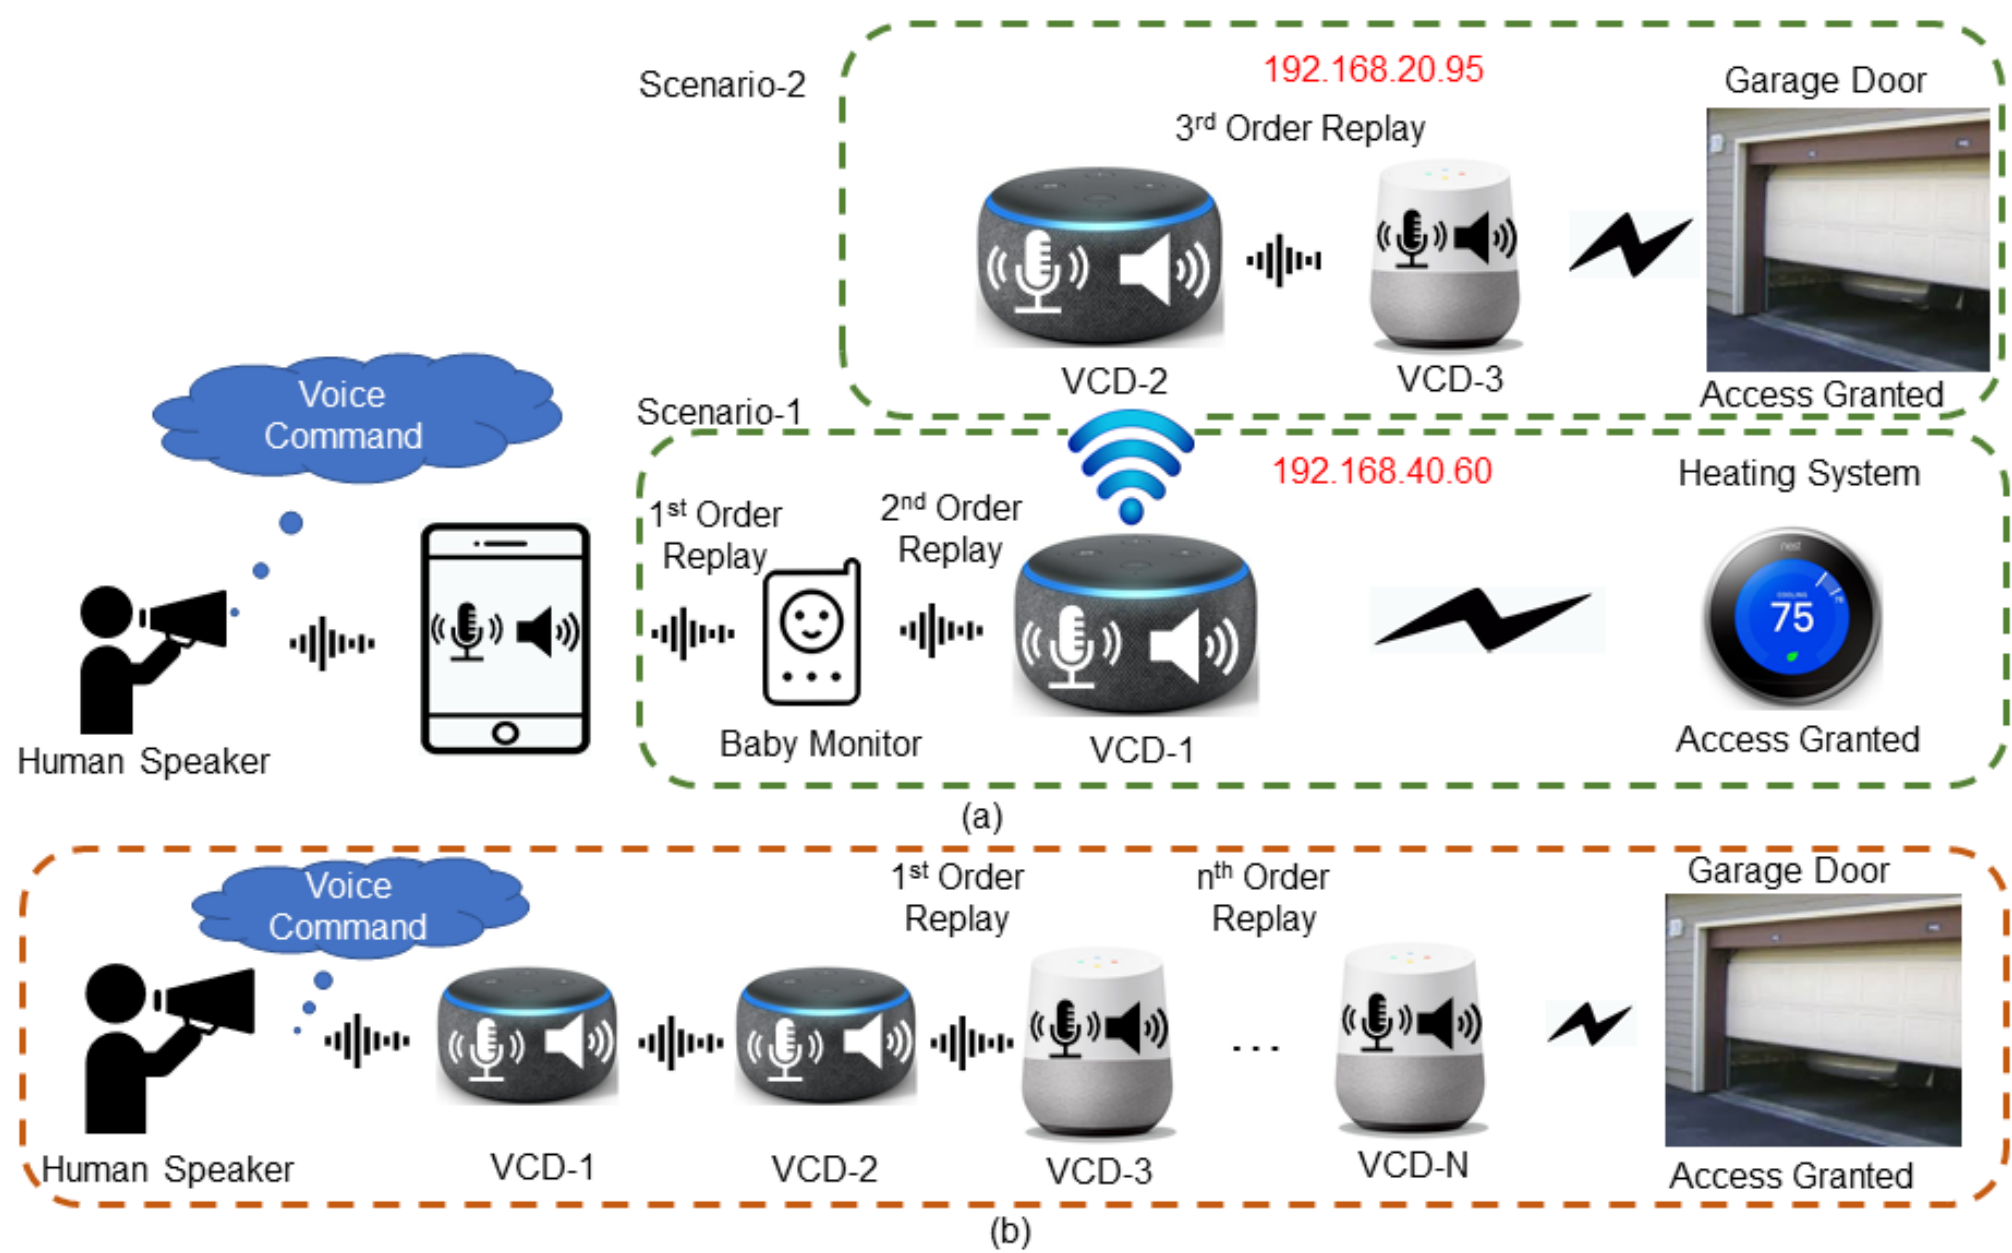 Scenario-2
192.168.20.95
Garage Door
3rd Order Replay
VCD-2
VCD-3
Access Granted
Voice
Command
Scenario-1
192.168.40.60
Heating System
1st Order
Replay
2nd Order
Replay
nest
COOLING
75
Human Speaker
Baby Monitor
VCD-1
Access Granted
(a)
Voice
Command
1st Order
Replay
nth Order
Replay
Garage Door
...
Human Speaker
VCD-1
VCD-2
VCD-3
VCD-N
Access Granted
(b)